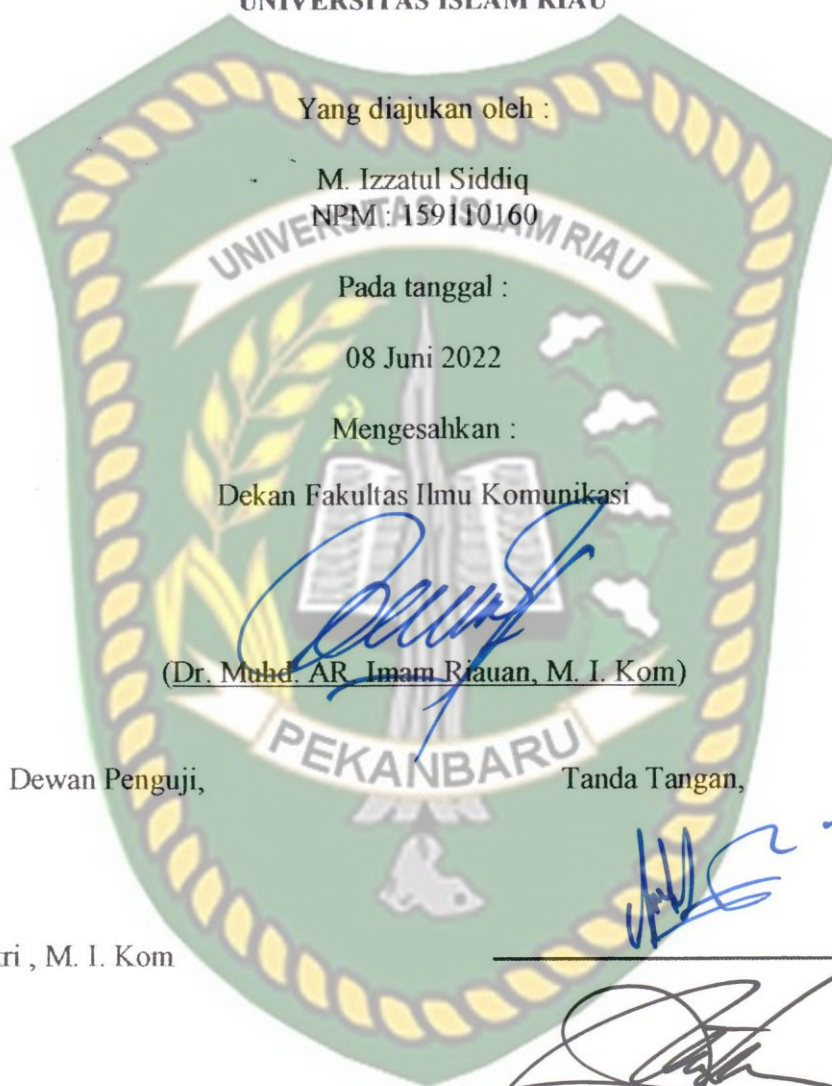 UNIVERSITAS ISLAM RIAU
Yang diajukan oleh :
M. Izzatul Siddiq
NPM : 159110160
UNIVERSITAS ISLAM RIAU
Pada tanggal :
08 Juni 2022
Mengesahkan :
Dekan Fakultas Ilmu Komunikasi
(Dr. Muhd. AR. Imam Riauan, M. I. Kom)
PEKANBARU
Dewan Penguji, Tanda Tangan,
tri , M. I. Kom